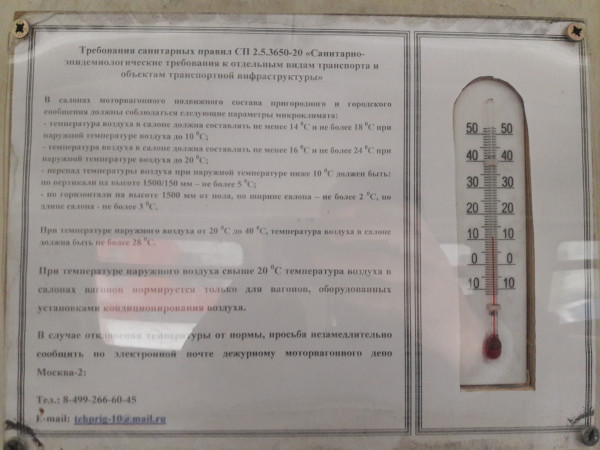 Требования санитарных правил СП 2.5.3650-20 «Санитарно-
эпидемиологические требования к отдельным видам транспорта и
объектам транспортной инфраструктуры»
В салонах моторвагонного подвижного состава пригородного и городского
сообщения должны соблюдаться следующие параметры микроклимата:
- температура воздуха в салоне должна составлять не менее 14 °С и не более 18 °С при
наружной температуре воздуха до 10 °С;
- температура воздуха в салоне должна составлять не менее 16 °С и не более 24 °С при
наружной температуре воздуха до 20 °С;
- перепад температуры воздуха при наружной температуре ниже 10 °С должен быть:
по вертикали на высоте 1500/150 мм – не более 5 °С;
- по горизонтали на высоте 1500 мм от пола, по ширине салона – не более 2 °С, по
длине салона - не более 3 °С.
При температуре наружного воздуха от 20 °С до 40 °С, температура воздуха в салоне
должна быть не более 28 °С.
При температуре наружного воздуха свыше 20 °С температура воздуха в
салонах вагонов нормируется только для вагонов, оборудованных
установками кондиционирования воздуха.
В случае отклонения температуры от нормы, просьба незамедлительно
сообщить по электронной почте дежурному моторвагонного депо
Москва-2:
Тел.: 8-499-266-60-45
E-mail: tchprig-10@mail.ru
50 50
40 40
30 30
20 20
10 10
0 0
10 10